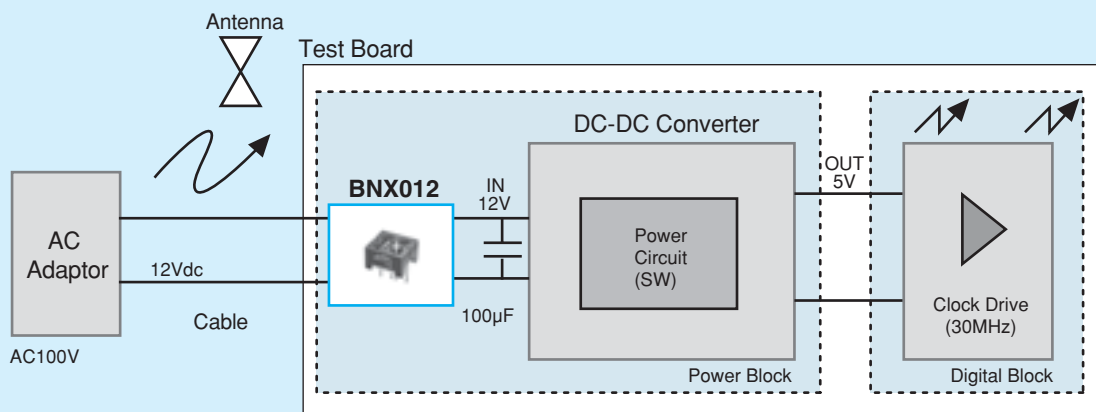 Antenna
Test Board
DC-DC Converter
BNX012
IN
12V
OUT
5V
AC
Adaptor
12Vdc
Power
Circuit
(SW)
100µF
Cable
Clock Drive
(30MHz)
AC100V
Power Block
Digital Block